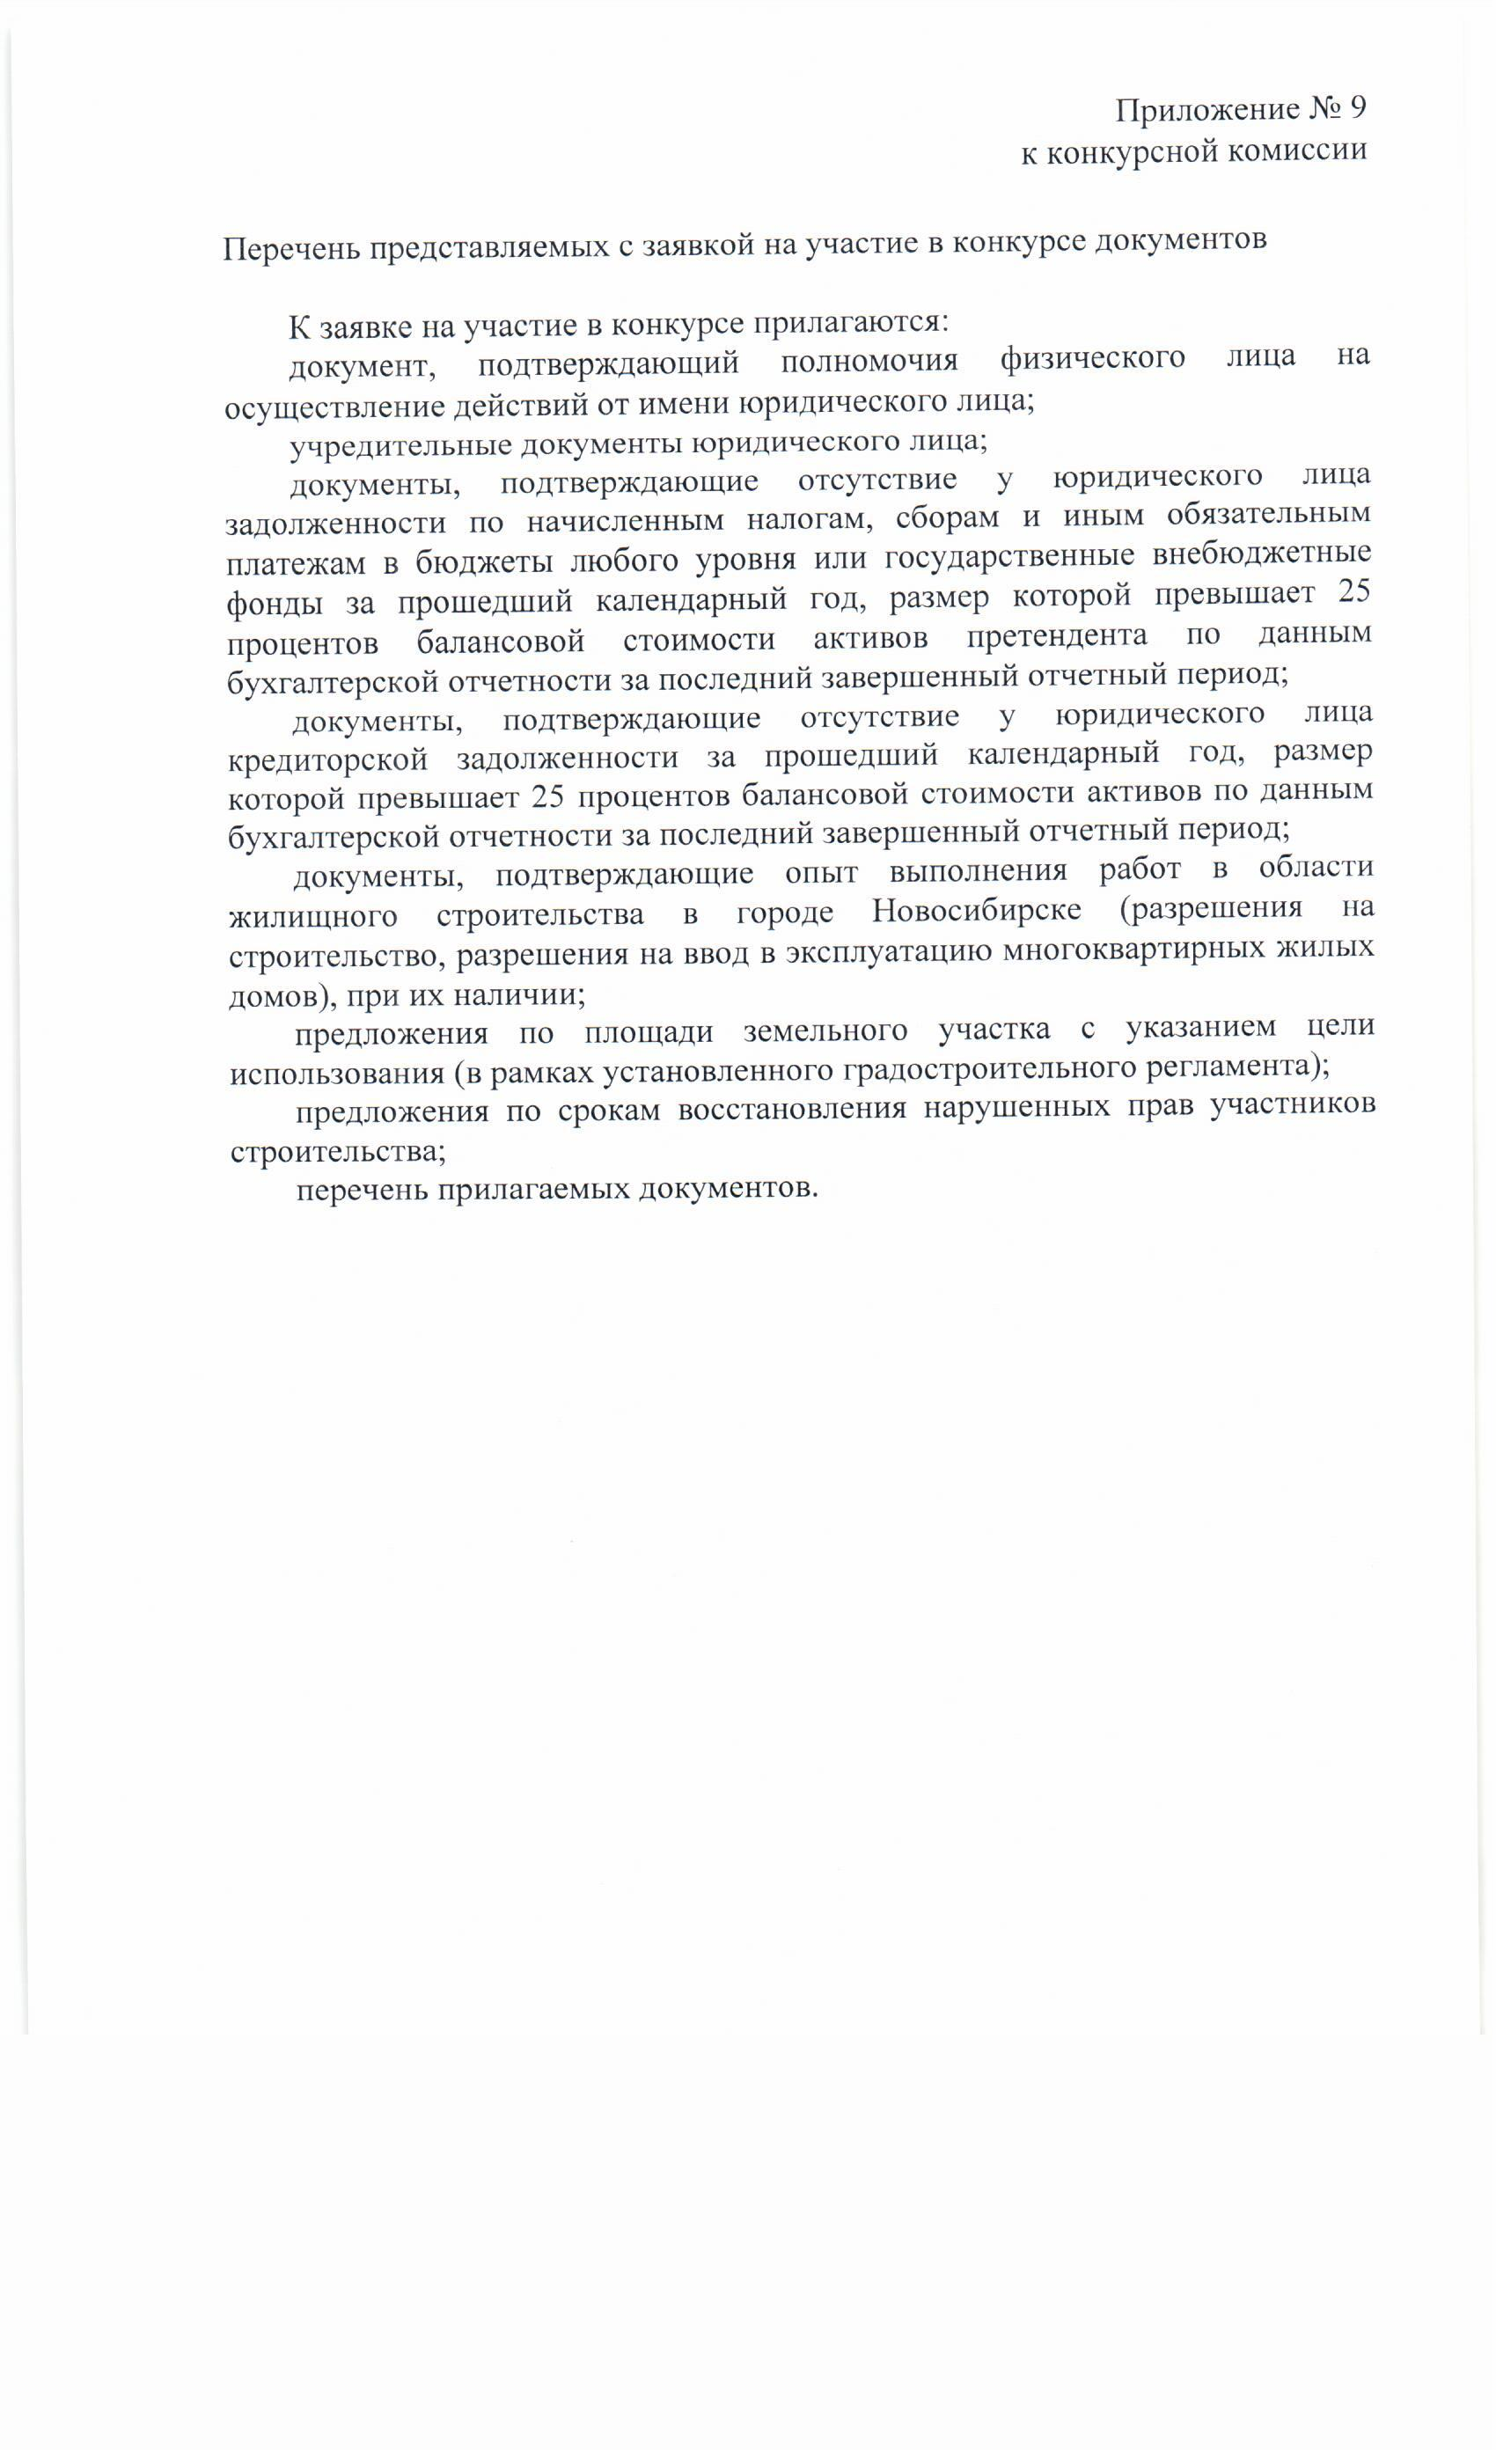 Приложение № 9
к конкурсной комиссии
Перечень представляемых с заявкой на участие в конкурсе документов
К заявке на участие в конкурсе прилагаются:
документ, подтверждающий полномочия физического лица на
осуществление действий от имени юридического лица;
учредительные документы юридического лица;
документы, подтверждающие отсутствие у юридического лица
задолженности по начисленным налогам, сборам и иным обязательным
платежам в бюджеты любого уровня или государственные внебюджетные
фонды за прошедший календарный год, размер которой превышает 25
процентов балансовой стоимости активов претендента по данным
бухгалтерской отчетности за последний завершенный отчетный период;
документы, подтверждающие отсутствие у юридического лица
кредиторской задолженности за прошедший календарный год, размер
которой превышает 25 процентов балансовой стоимости активов по данным
бухгалтерской отчетности за последний завершенный отчетный период;
документы, подтверждающие опыт выполнения работ в области
жилищного строительства в городе Новосибирске (разрешения на
строительство, разрешения на ввод в эксплуатацию многоквартирных жилых
домов), при их наличии;
предложения по площади земельного участка с указанием цели
использования (в рамках установленного градостроительного регламента);
предложения по срокам восстановления нарушенных прав участников
строительства;
перечень прилагаемых документов.